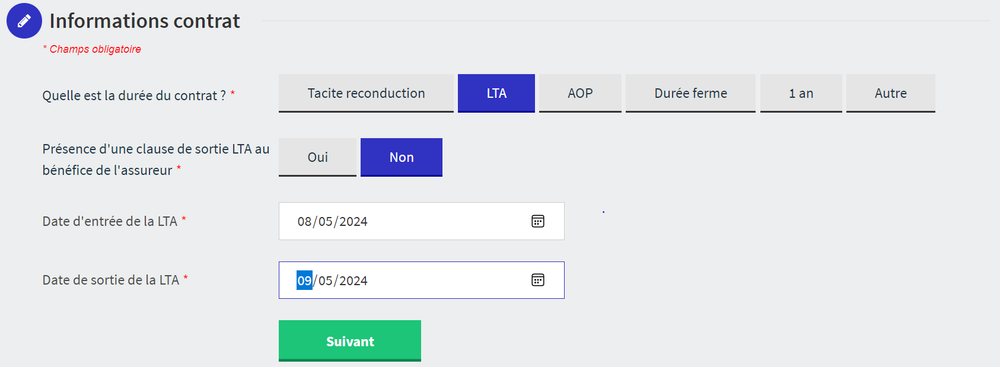 Informations contrat
* Champs obligatoire
Quelle est la durée du contrat ? *
Tacite reconduction LTA AOP Durée ferme 1 an Autre
Présence d'une clause de sortie LTA au
bénéfice de l'assureur *
Oui Non
Date d'entrée de la LTA *
08/05/2024
Date de sortie de la LTA *
09/05/2024
Suivant